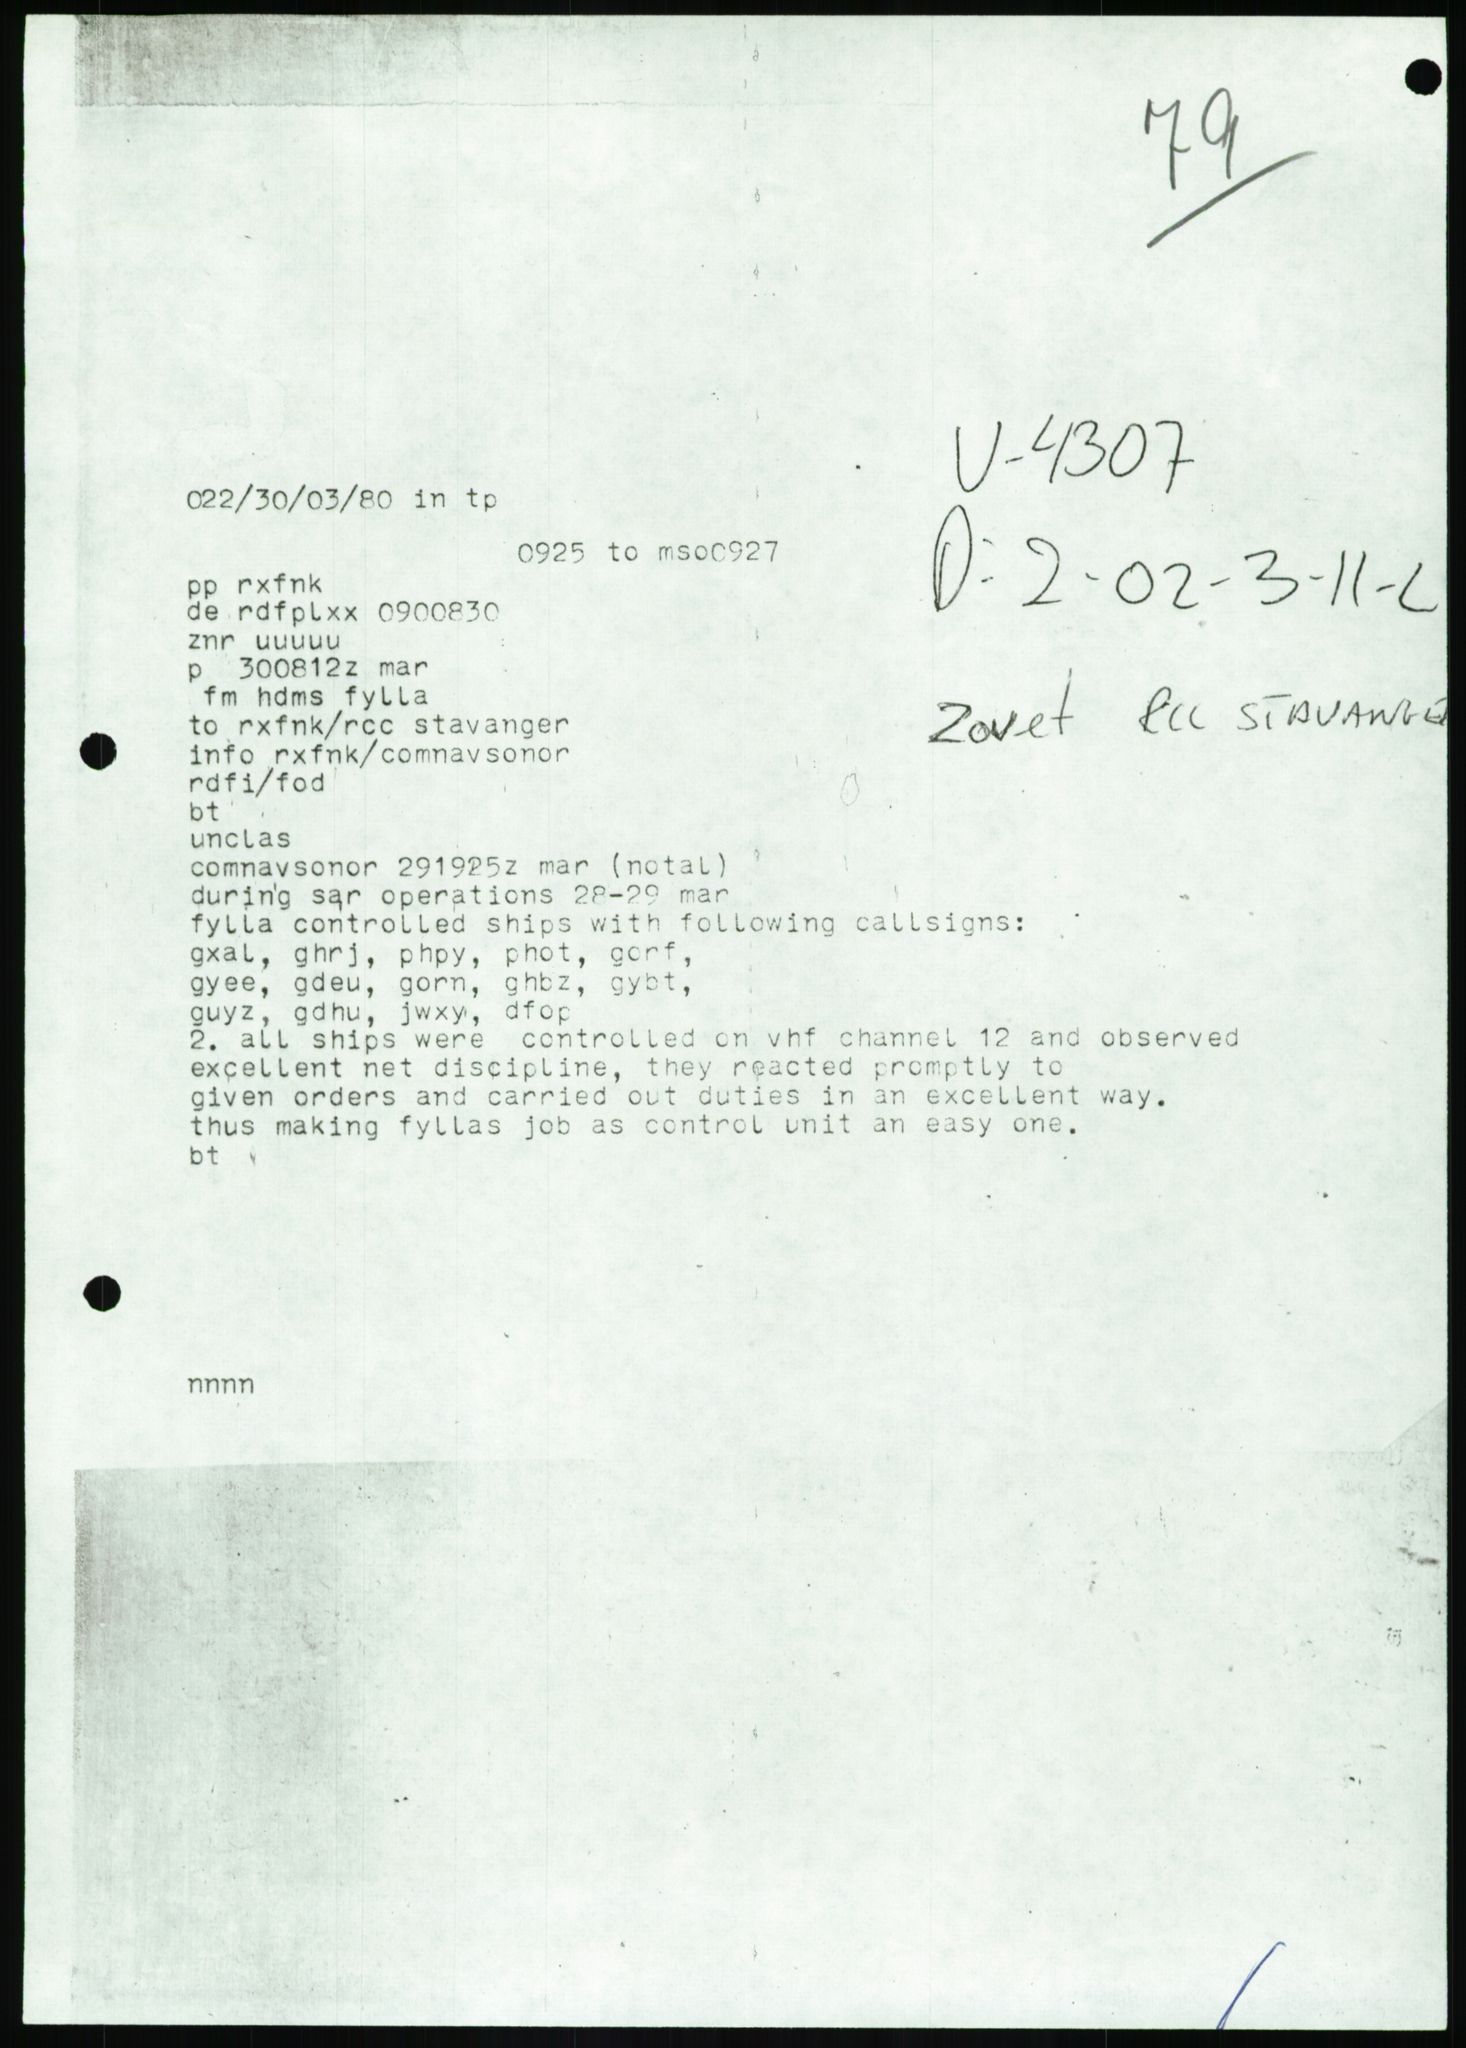 79
V-4307
022/30/03/80 in tp
0925 to mso0927
D: 2-02-3-11-L
pp rxfnk
de rdfplxx 0900830
znr uuuuu
p 300812z mar
fm hdms fylla
to rxfnk/rcc stavanger
RCC STAVANGE
info rxfnk/comnavsonor
rdfi/fod
bt
unclas
comnavsonor 291925z mar (notal)
during sar operations 28-29 mar
fylla controlled ships with following callsigns:
gxal, ghrj, phpy, phot, gorf,
gyee, gdeu, gorn, ghbz, gybt,
guyz, gdhu, jwxy, dfop
2. all ships were controlled on vhf channel 12 and observed
excellent net discipline, they reacted promptly to
given orders and carried out duties in an excellent way.
thus making fyllas job as control unit an easy one.
bt
nnnn